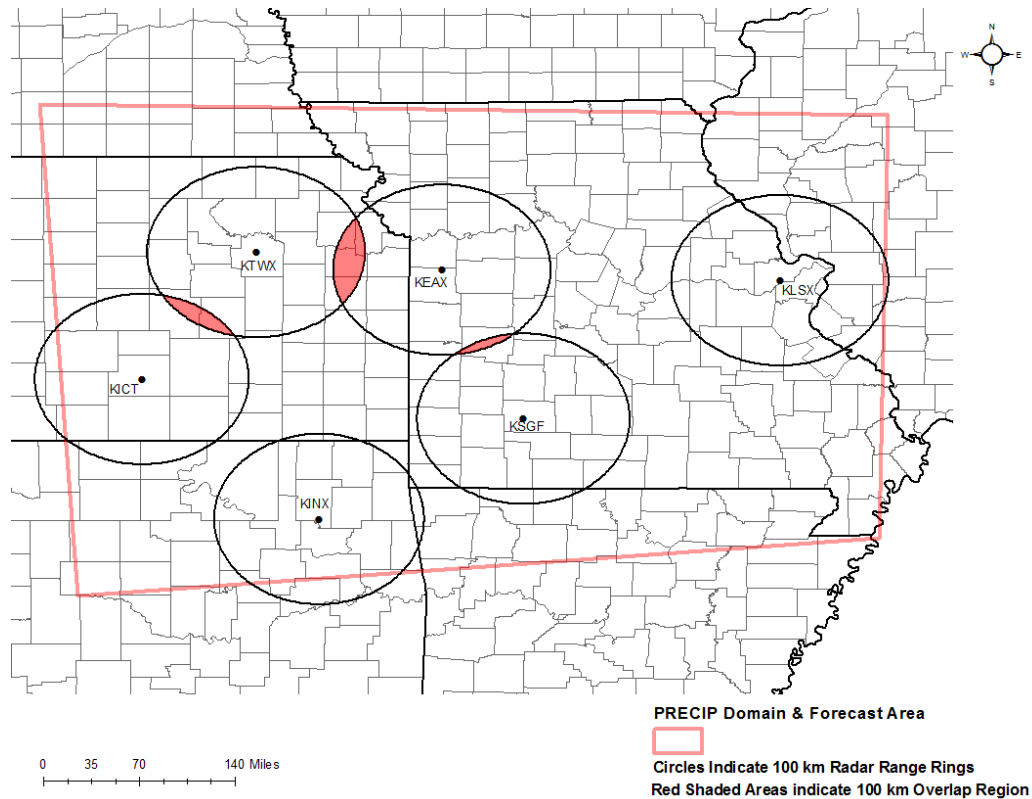 N
W E
S
KTWX
KEAX
KLSX
KICT
KSGF
KINX
PRECIP Domain & Forecast Area
0 35 70 140 Miles
Circles Indicate 100 km Radar Range Rings
Red Shaded Areas indicate 100 km Overlap Region